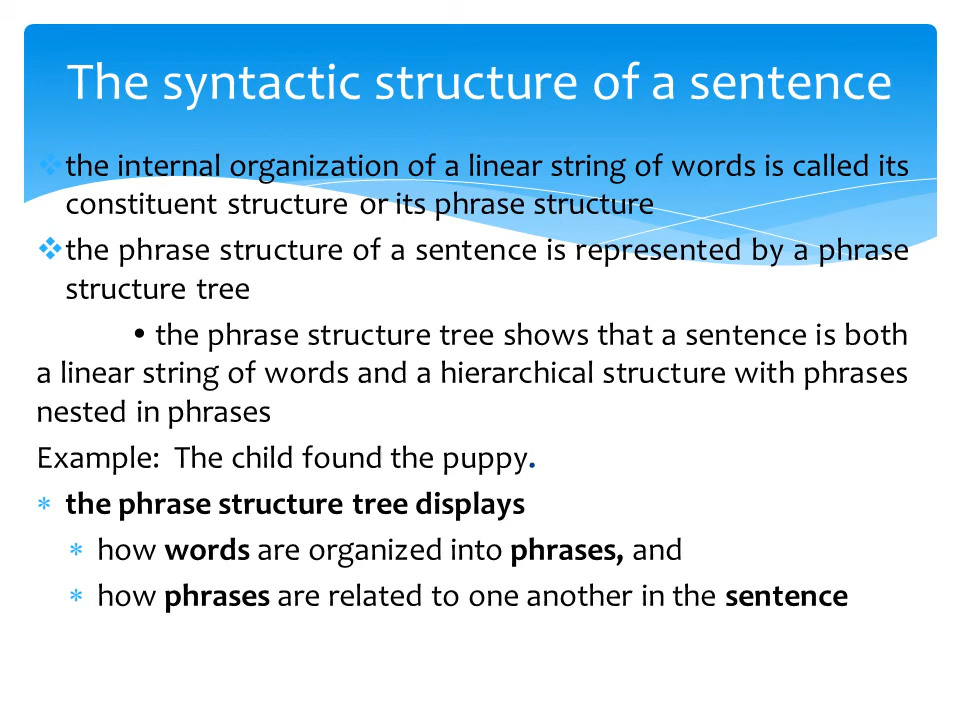 The syntactic structure of a sentence
❖the internal organization of a linear string of words is called its
constituent structure or its phrase structure
❖the phrase structure of a sentence is represented by a phrase
structure tree
• the phrase structure tree shows that a sentence is both
a linear string of words and a hierarchical structure with phrases
nested in phrases
Example: The child found the puppy.
* the phrase structure tree displays
* how words are organized into phrases, and
* how phrases are related to one another in the sentence